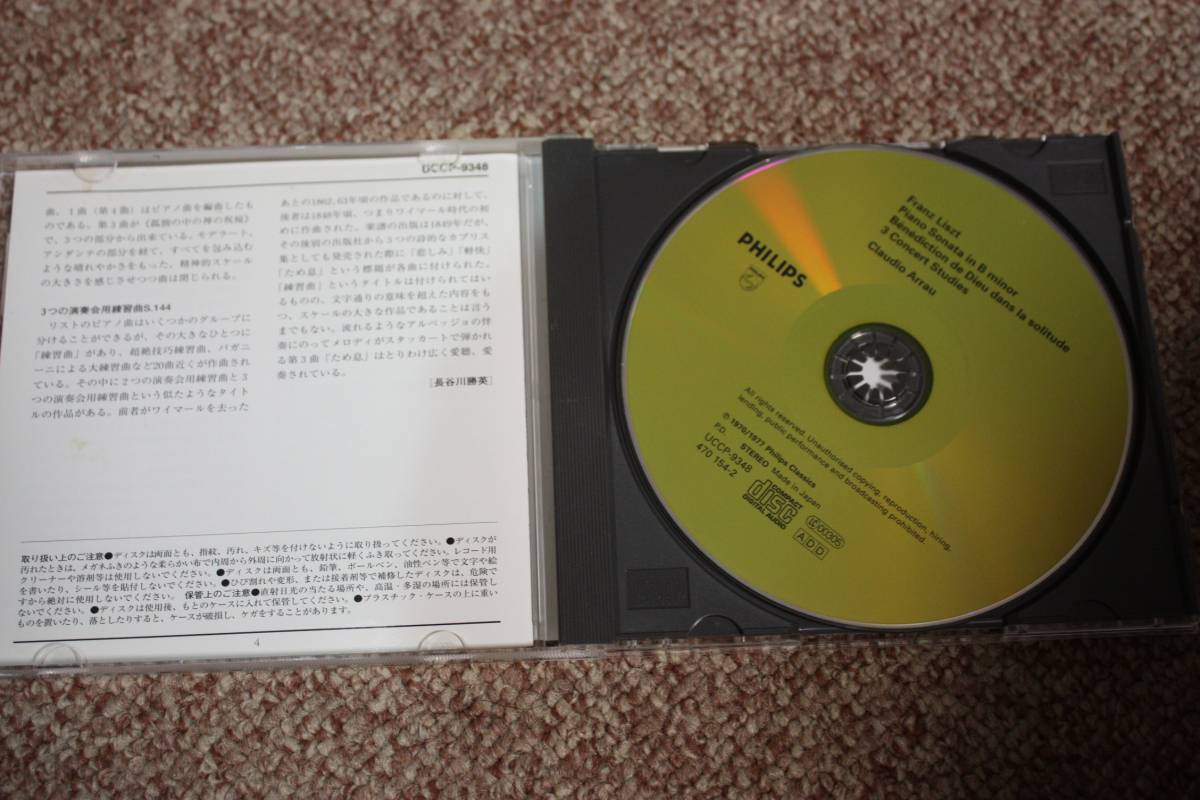 UCCP-9348
曲、1曲（第4曲）はピアノ曲を編曲したも
のである。第3曲が《孤独の中の神の祝福》
で、3つの部分から出来ている。モデラート、
アンダンテの部分を経て、すべてを包み込む
ような晴れやかさをもった、精神的スケール
の大きさを感じさせつつ曲は閉じられる。
3つの演奏会用練習曲S.144
リストのピアノ曲はいくつかのグループに
分けることができるが、その大きなひとつに
「練習曲」があり、超絶技巧練習曲、パガニ
ーニによる大練習曲など20曲近くが作曲され
ている。その中に2つの演奏会用練習曲と3
つの演奏会用練習曲という似たようなタイト
ルの作品がある。前者がワイマールを去った
あとの1862,63年頃の作品であるのに対して、
後者は1848年頃、つまりワイマール時代の初
めに作曲された。楽譜の出版は1849年だが、
その後別の出版社から3つの詩的なカプリス
集としても発売された際に「悲しみ」「軽快」
「ため息」という標題が各曲に付けられた。
「練習曲」というタイトルは付けられてはい
るものの、文字通りの意味を超えた内容をも
つ、スケールの大きな作品であることは言う
までもない。流れるようなアルペッジョの伴
奏にのってメロディがスタッカートで弾かれ
る第3曲「ため息」はとりわけ広く愛聴、愛
奏されている。
［長谷川勝英］
取り扱い上のご注意●ディスクは両面とも、指紋、汚れ、キズ等を付けないように取り扱ってください。●ディスクが
汚れたときは、メガネふきのような柔らかい布で内周から外周に向かって放射状に軽くふき取ってください。レコード用
クリーナーや溶剤等は使用しないでください。●ディスクは両面とも、鉛筆、ボールペン、油性ペン等で文字や絵
を書いたり、シール等を貼付しないでください。●ひび割れや変形、または接着剤等で補修したディスクは、危険で
すから絶対に使用しないでください。 保管上のご注意●直射日光の当たる場所や、高温・多湿の場所には保管し
ないでください。●ディスクは使用後、もとのケースに入れて保管してください。●プラスチック・ケースの上に重い
ものを置いたり、落としたりすると、ケースが破損し、ケガをすることがあります。
4
PHILIPS
PHILIPS
Franz Liszt
Piano Sonata in B minor
Bénédiction de Dieu dans la solitude
3 Concert Studies
Claudio Arrau
All rights reserved. Unauthorised copying, reproduction, hiring,
lending, public performance and broadcasting prohibited
℗ 1970/1977 Philips Classics
P.D. STEREO Made in Japan
UCCP-9348
470 154-2
COMPACT
disc
DIGITAL AUDIO
A.D.D.